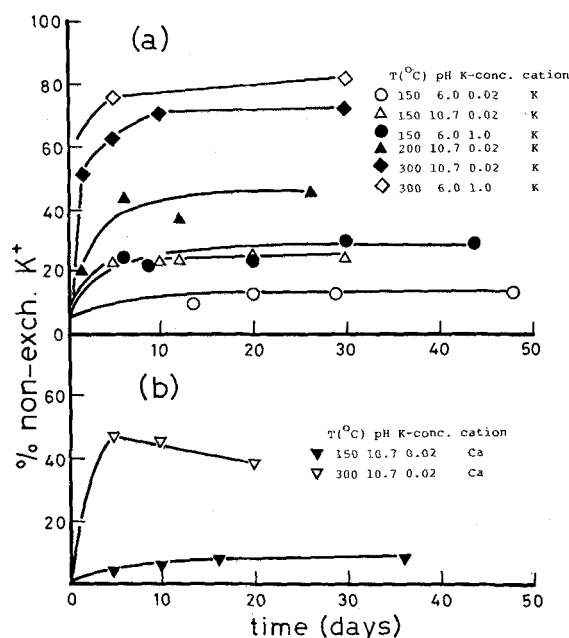 (a)
100
80
60
40
20
0
T(°C) pH K-conc. cation
150 6.0 0.02 K
150 10.7 0.02 K
150 6.0 1.0 K
200 10.7 0.02 K
300 10.7 0.02 K
300 6.0 1.0 K
0 10 20 30 40 50
% non-exch. K+
(b)
60
40
20
T(°C) pH K-conc. cation
150 10.7 0.02 Ca
300 10.7 0.02 Ca
0 10 20 30 40 50
time (days)